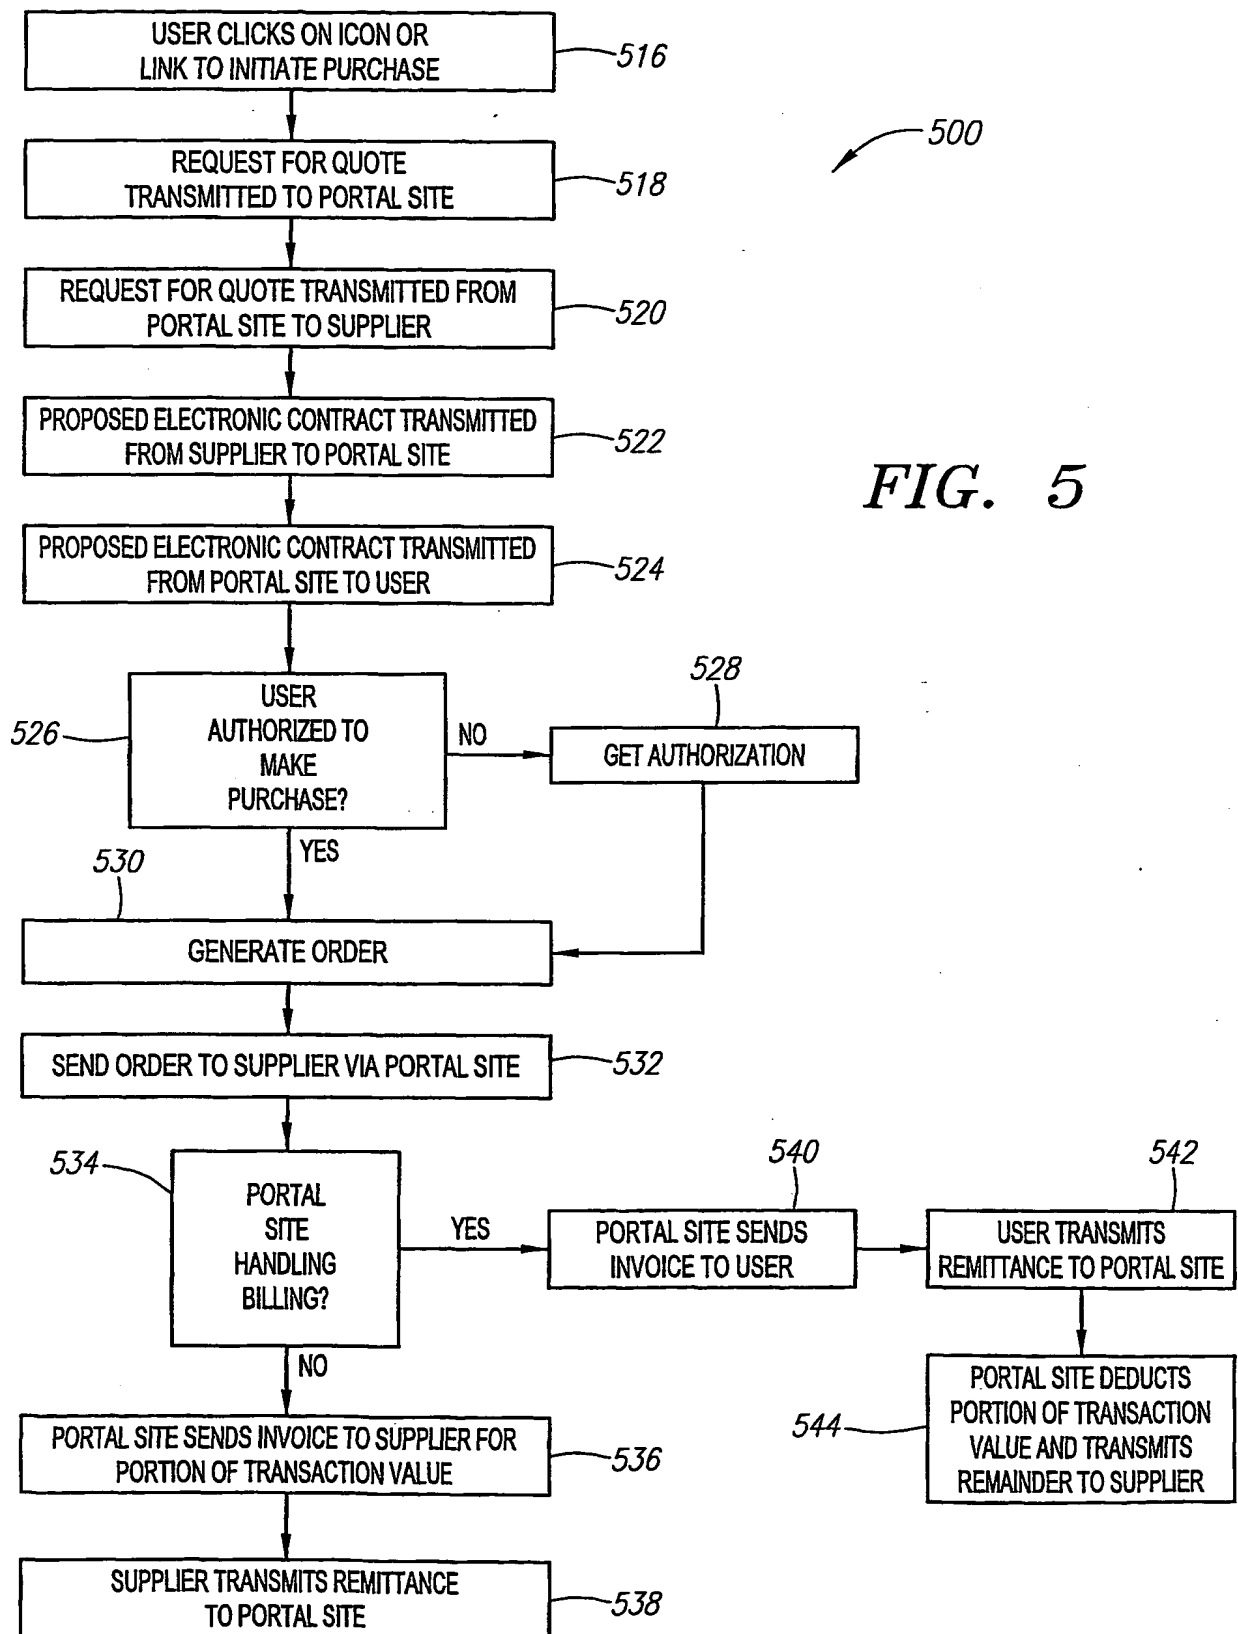 USER CLICKS ON ICON OR
LINK TO INITIATE PURCHASE
516
500
REQUEST FOR QUOTE
TRANSMITTED TO PORTAL SITE
518
REQUEST FOR QUOTE TRANSMITTED FROM
PORTAL SITE TO SUPPLIER
520
PROPOSED ELECTRONIC CONTRACT TRANSMITTED
FROM SUPPLIER TO PORTAL SITE
522
FIG. 5
PROPOSED ELECTRONIC CONTRACT TRANSMITTED
FROM PORTAL SITE TO USER
524
USER
AUTHORIZED TO
MAKE
PURCHASE?
526
NO
528
GET AUTHORIZATION
YES
530
GENERATE ORDER
SEND ORDER TO SUPPLIER VIA PORTAL SITE
532
534
PORTAL
SITE
HANDLING
BILLING?
YES
540
PORTAL SITE SENDS
INVOICE TO USER
542
USER TRANSMITS
REMITTANCE TO PORTAL SITE
NO
544
PORTAL SITE DEDUCTS
PORTION OF TRANSACTION
VALUE AND TRANSMITS
REMAINDER TO SUPPLIER
PORTAL SITE SENDS INVOICE TO SUPPLIER FOR
PORTION OF TRANSACTION VALUE
536
SUPPLIER TRANSMITS REMITTANCE
TO PORTAL SITE
538